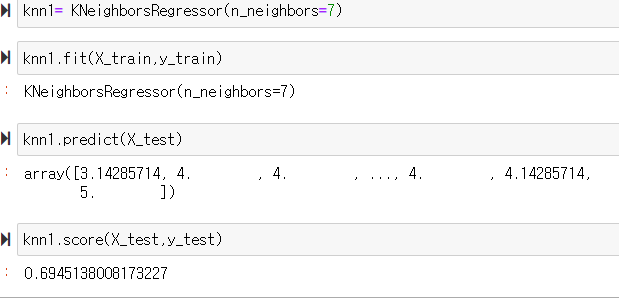 knn1= KNeighborsRegressor(n_neighbors=7)
knn1.fit(X_train,y_train)
: KNeighborsRegressor(n_neighbors=7)
knn1.predict(X_test)
: array([3.14285714, 4.        , 4.        , ..., 4.        , 4.14285714,
5.        ])
knn1.score(X_test,y_test)
: 0.6945138008173227